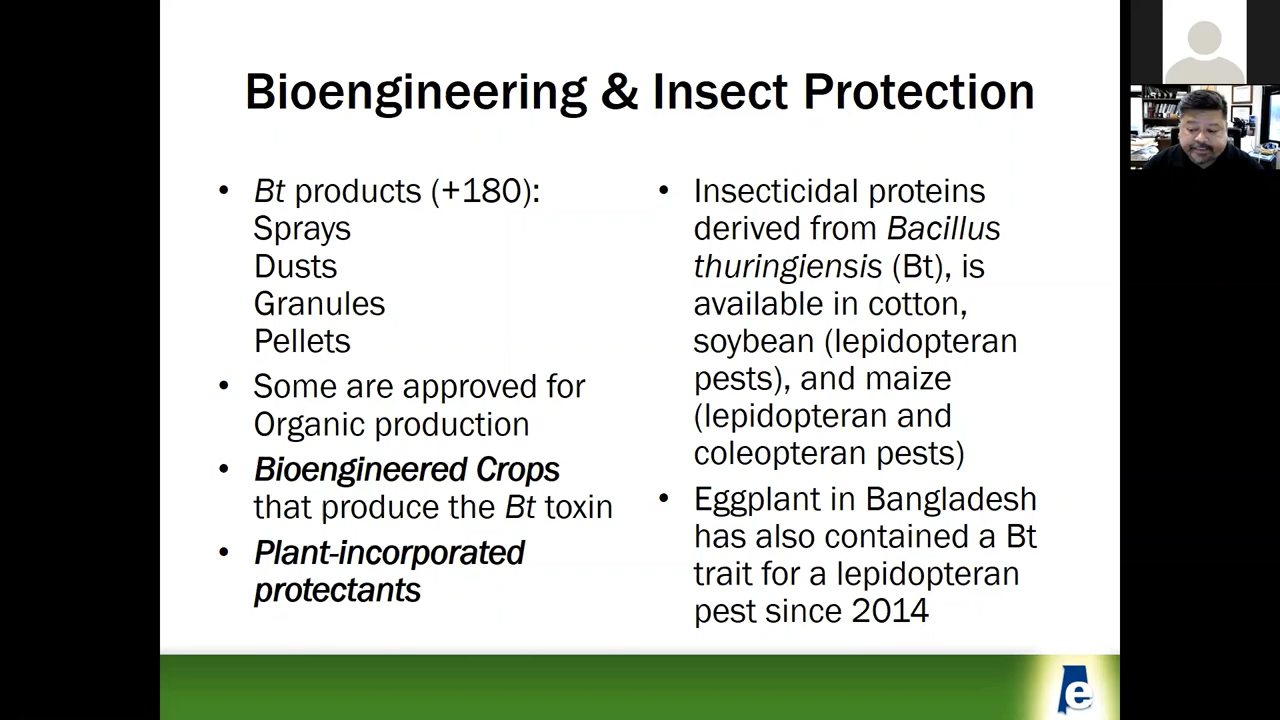 Bioengineering & Insect Protection
• Bt products (+180):
Sprays
Dusts
Granules
Pellets
• Some are approved for
Organic production
• Bioengineered Crops
that produce the Bt toxin
• Plant-incorporated
protectants
• Insecticidal proteins
derived from Bacillus
thuringiensis (Bt), is
available in cotton,
soybean (lepidopteran
pests), and maize
(lepidopteran and
coleopteran pests)
• Eggplant in Bangladesh
has also contained a Bt
trait for a lepidopteran
pest since 2014
e